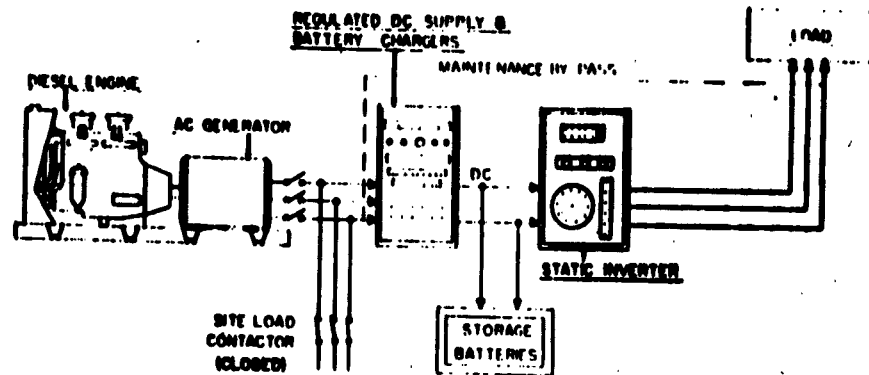 REGULATED DC SUPPLY &
BATTERY CHARGERS
LOAD
MAINTENANCE BY PASS
DIESEL ENGINE
AC GENERATOR
DC
STATIC INVERTER
SITE LOAD
CONTACTOR
(CLOSED)
STORAGE
BATTERIES